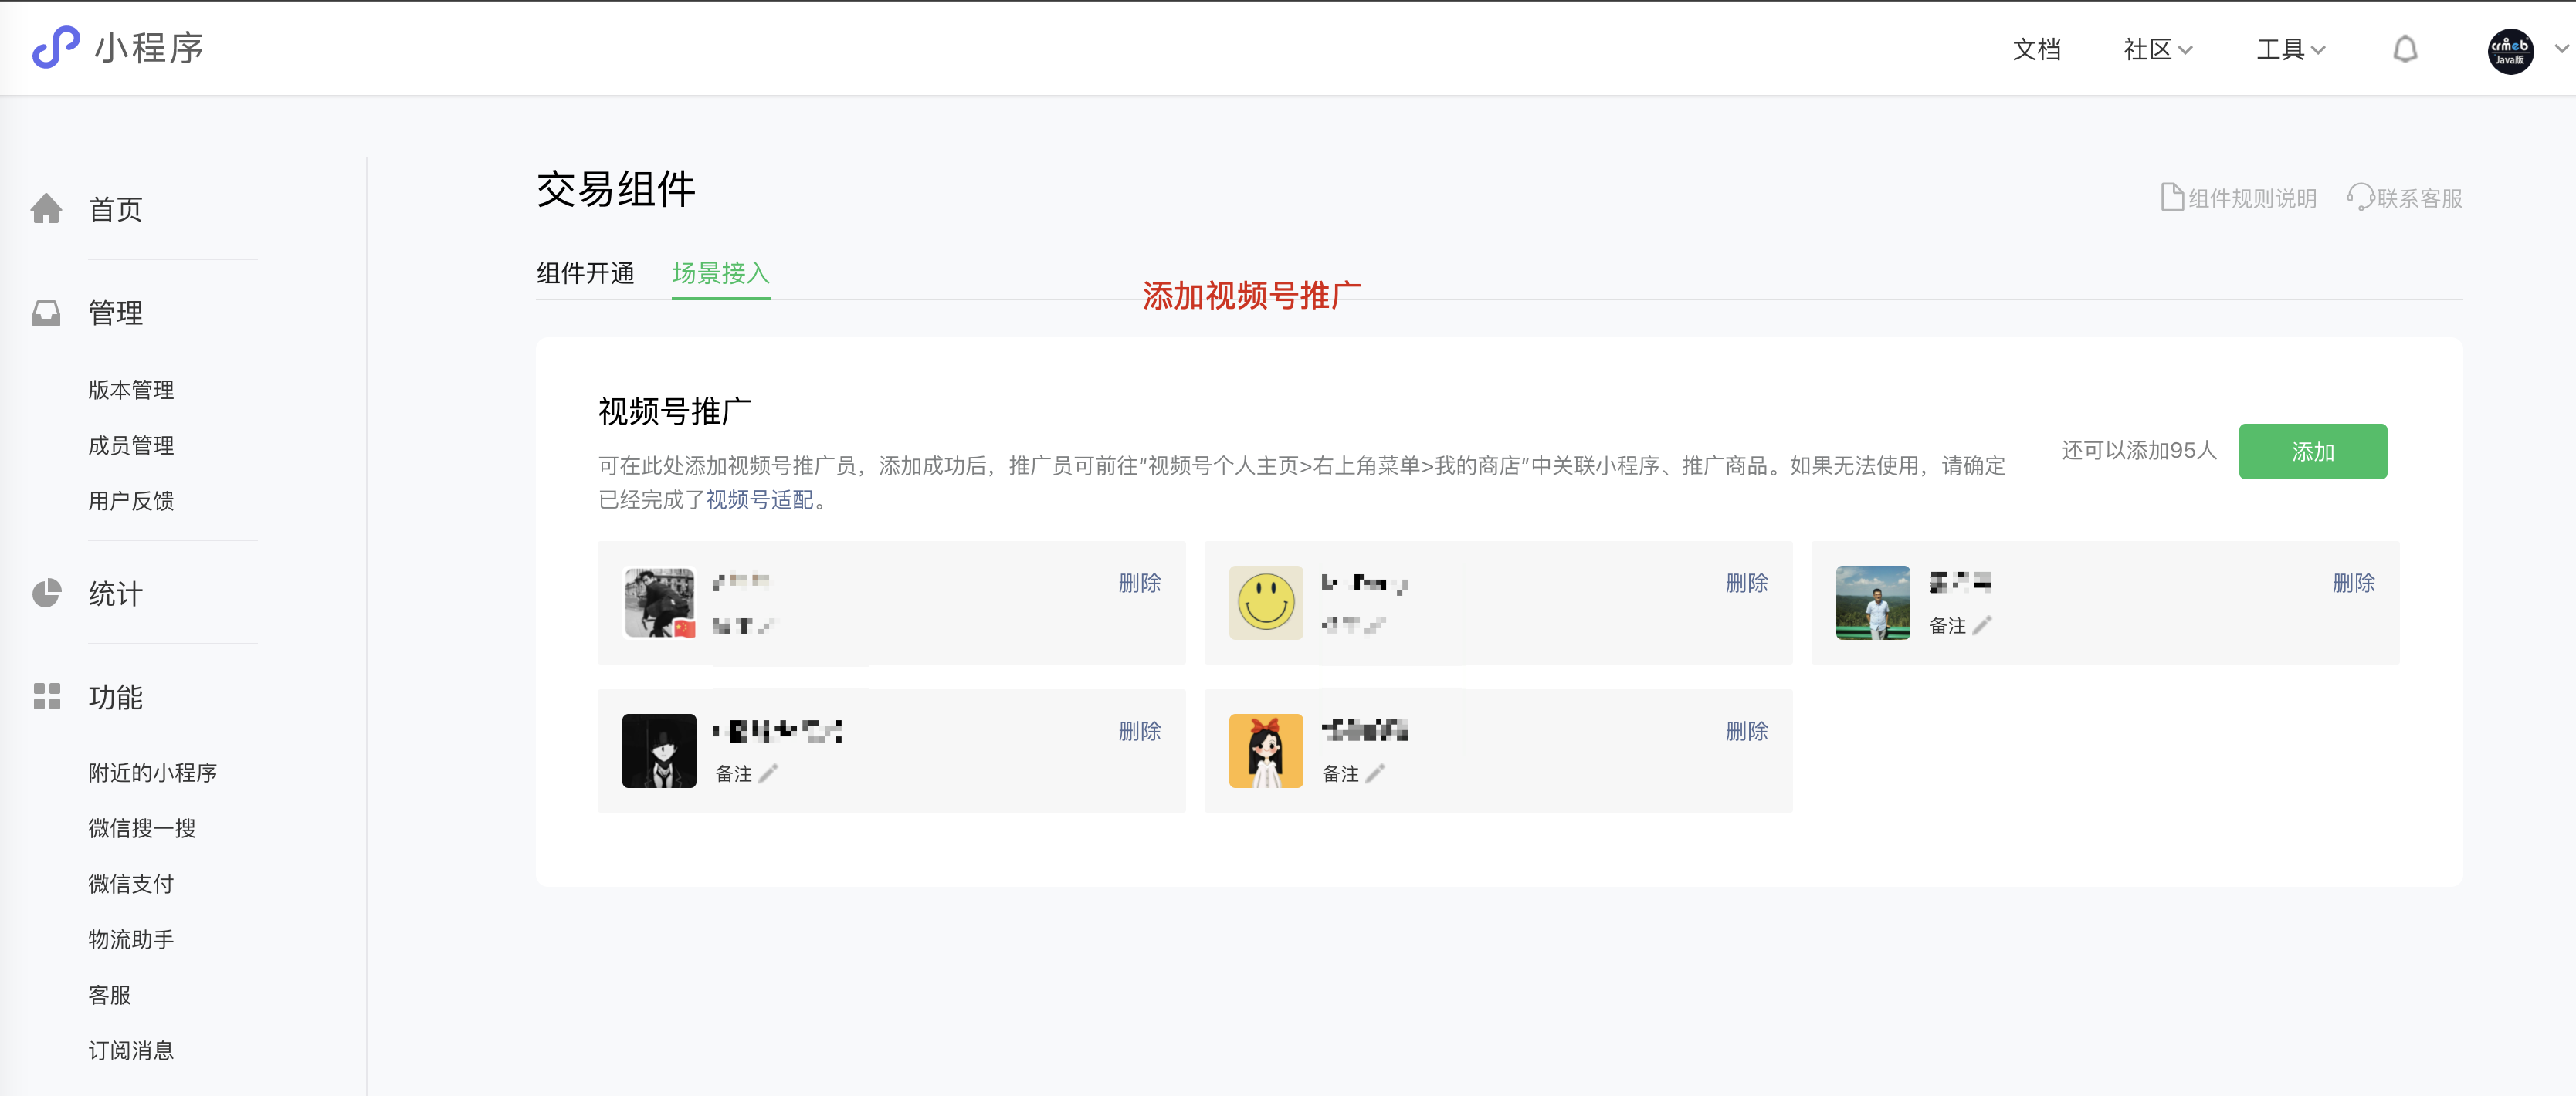 小程序
文档
社区
工具
crmeb
Java版
首页
管理
版本管理
成员管理
用户反馈
统计
功能
附近的小程序
微信搜一搜
微信支付
物流助手
客服
订阅消息
交易组件
组件规则说明
联系客服
组件开通
场景接入
添加视频号推广
视频号推广
可在此处添加视频号推广员，添加成功后，推广员可前往“视频号个人主页>右上角菜单>我的商店”中关联小程序、推广商品。如果无法使用，请确定
已经完成了视频号适配。
还可以添加95人
添加
删除
删除
删除
备注
删除
备注
删除
备注